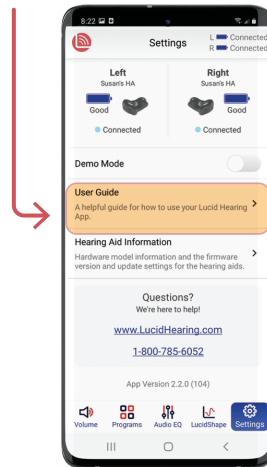 8:22
Settings
L Connected
R Connected
Left
Susan's HA
Good
Connected
Right
Susan's HA
Good
Connected
Demo Mode
User Guide
A helpful guide for how to use your Lucid Hearing
App.
Hearing Aid Information
Hardware model information and the firmware
version and update settings for the hearing aids.
Questions?
We're here to help!
www.LucidHearing.com
1-800-785-6052
App Version 2.2.0 (104)
Volume Programs Audio EQ LucidShape Settings